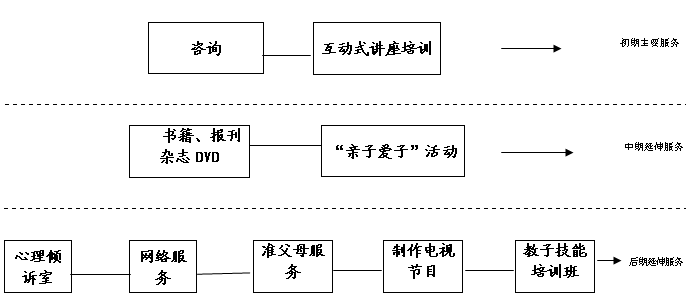 咨询
互动式讲座培训
初期主要服务
书籍、报刊
杂志DVD
“亲子爱子”活动
中期延伸服务
心理倾
诉室
网络服
务
准父母服
务
制作电视
节目
教子技能
培训班
后期延伸服务